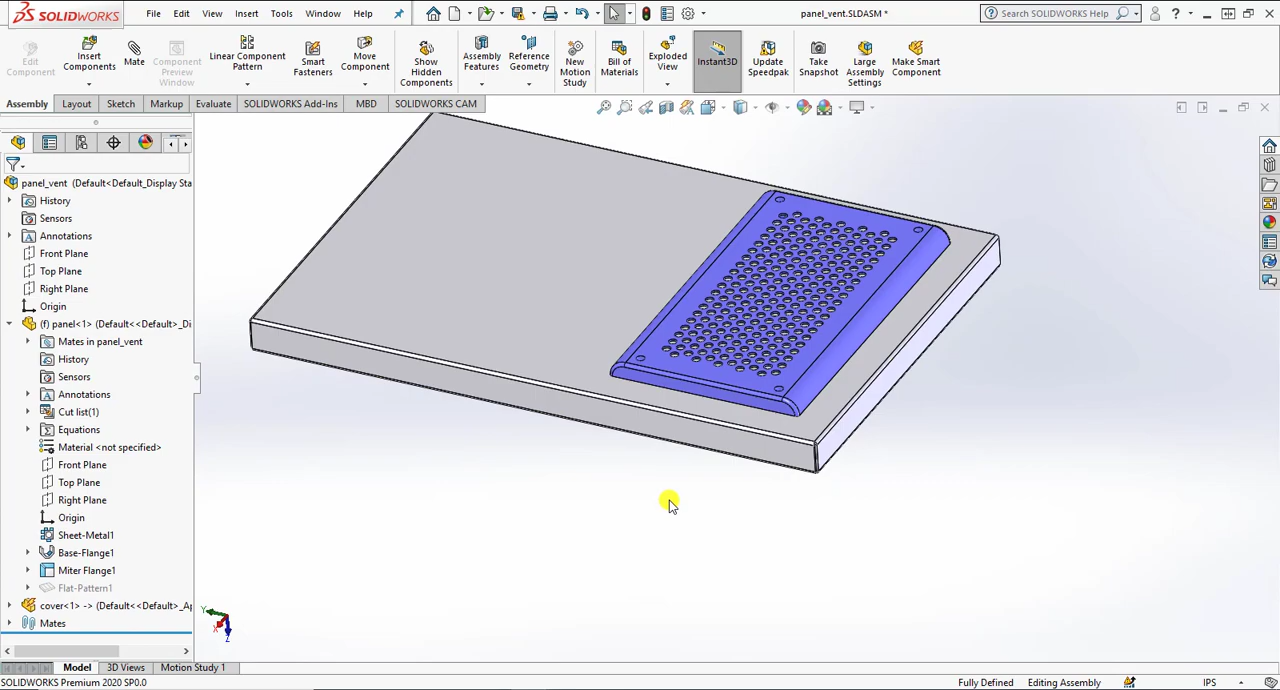 SOLIDWORKS File Edit View Insert Tools Window Help panel_vent.SLDASM * Search SOLIDWORKS Help ?
Edit Component
Insert Components
Mate
Component Preview Window
Linear Component Pattern
Smart Fasteners
Move Component
Show Hidden Components
Assembly Features
Reference Geometry
New Motion Study
Bill of Materials
Exploded View
Instant3D
Update Speedpak
Take Snapshot
Large Assembly Settings
Make Smart Component
Assembly Layout Sketch Markup Evaluate SOLIDWORKS Add-Ins MBD SOLIDWORKS CAM
panel_vent (Default<Default_Display Sta
History
Sensors
Annotations
Front Plane
Top Plane
Right Plane
Origin
(f) panel<1> (Default<<Default>_Di
Mates in panel_vent
History
Sensors
Annotations
Cut list(1)
Equations
Material <not specified>
Front Plane
Top Plane
Right Plane
Origin
Sheet-Metal1
Base-Flange1
Miter Flange1
Flat-Pattern1
cover<1> -> (Default<<Default>_Ap
Mates
Y
X
Z
Model 3D Views Motion Study 1
SOLIDWORKS Premium 2020 SP0.0 Fully Defined Editing Assembly IPS